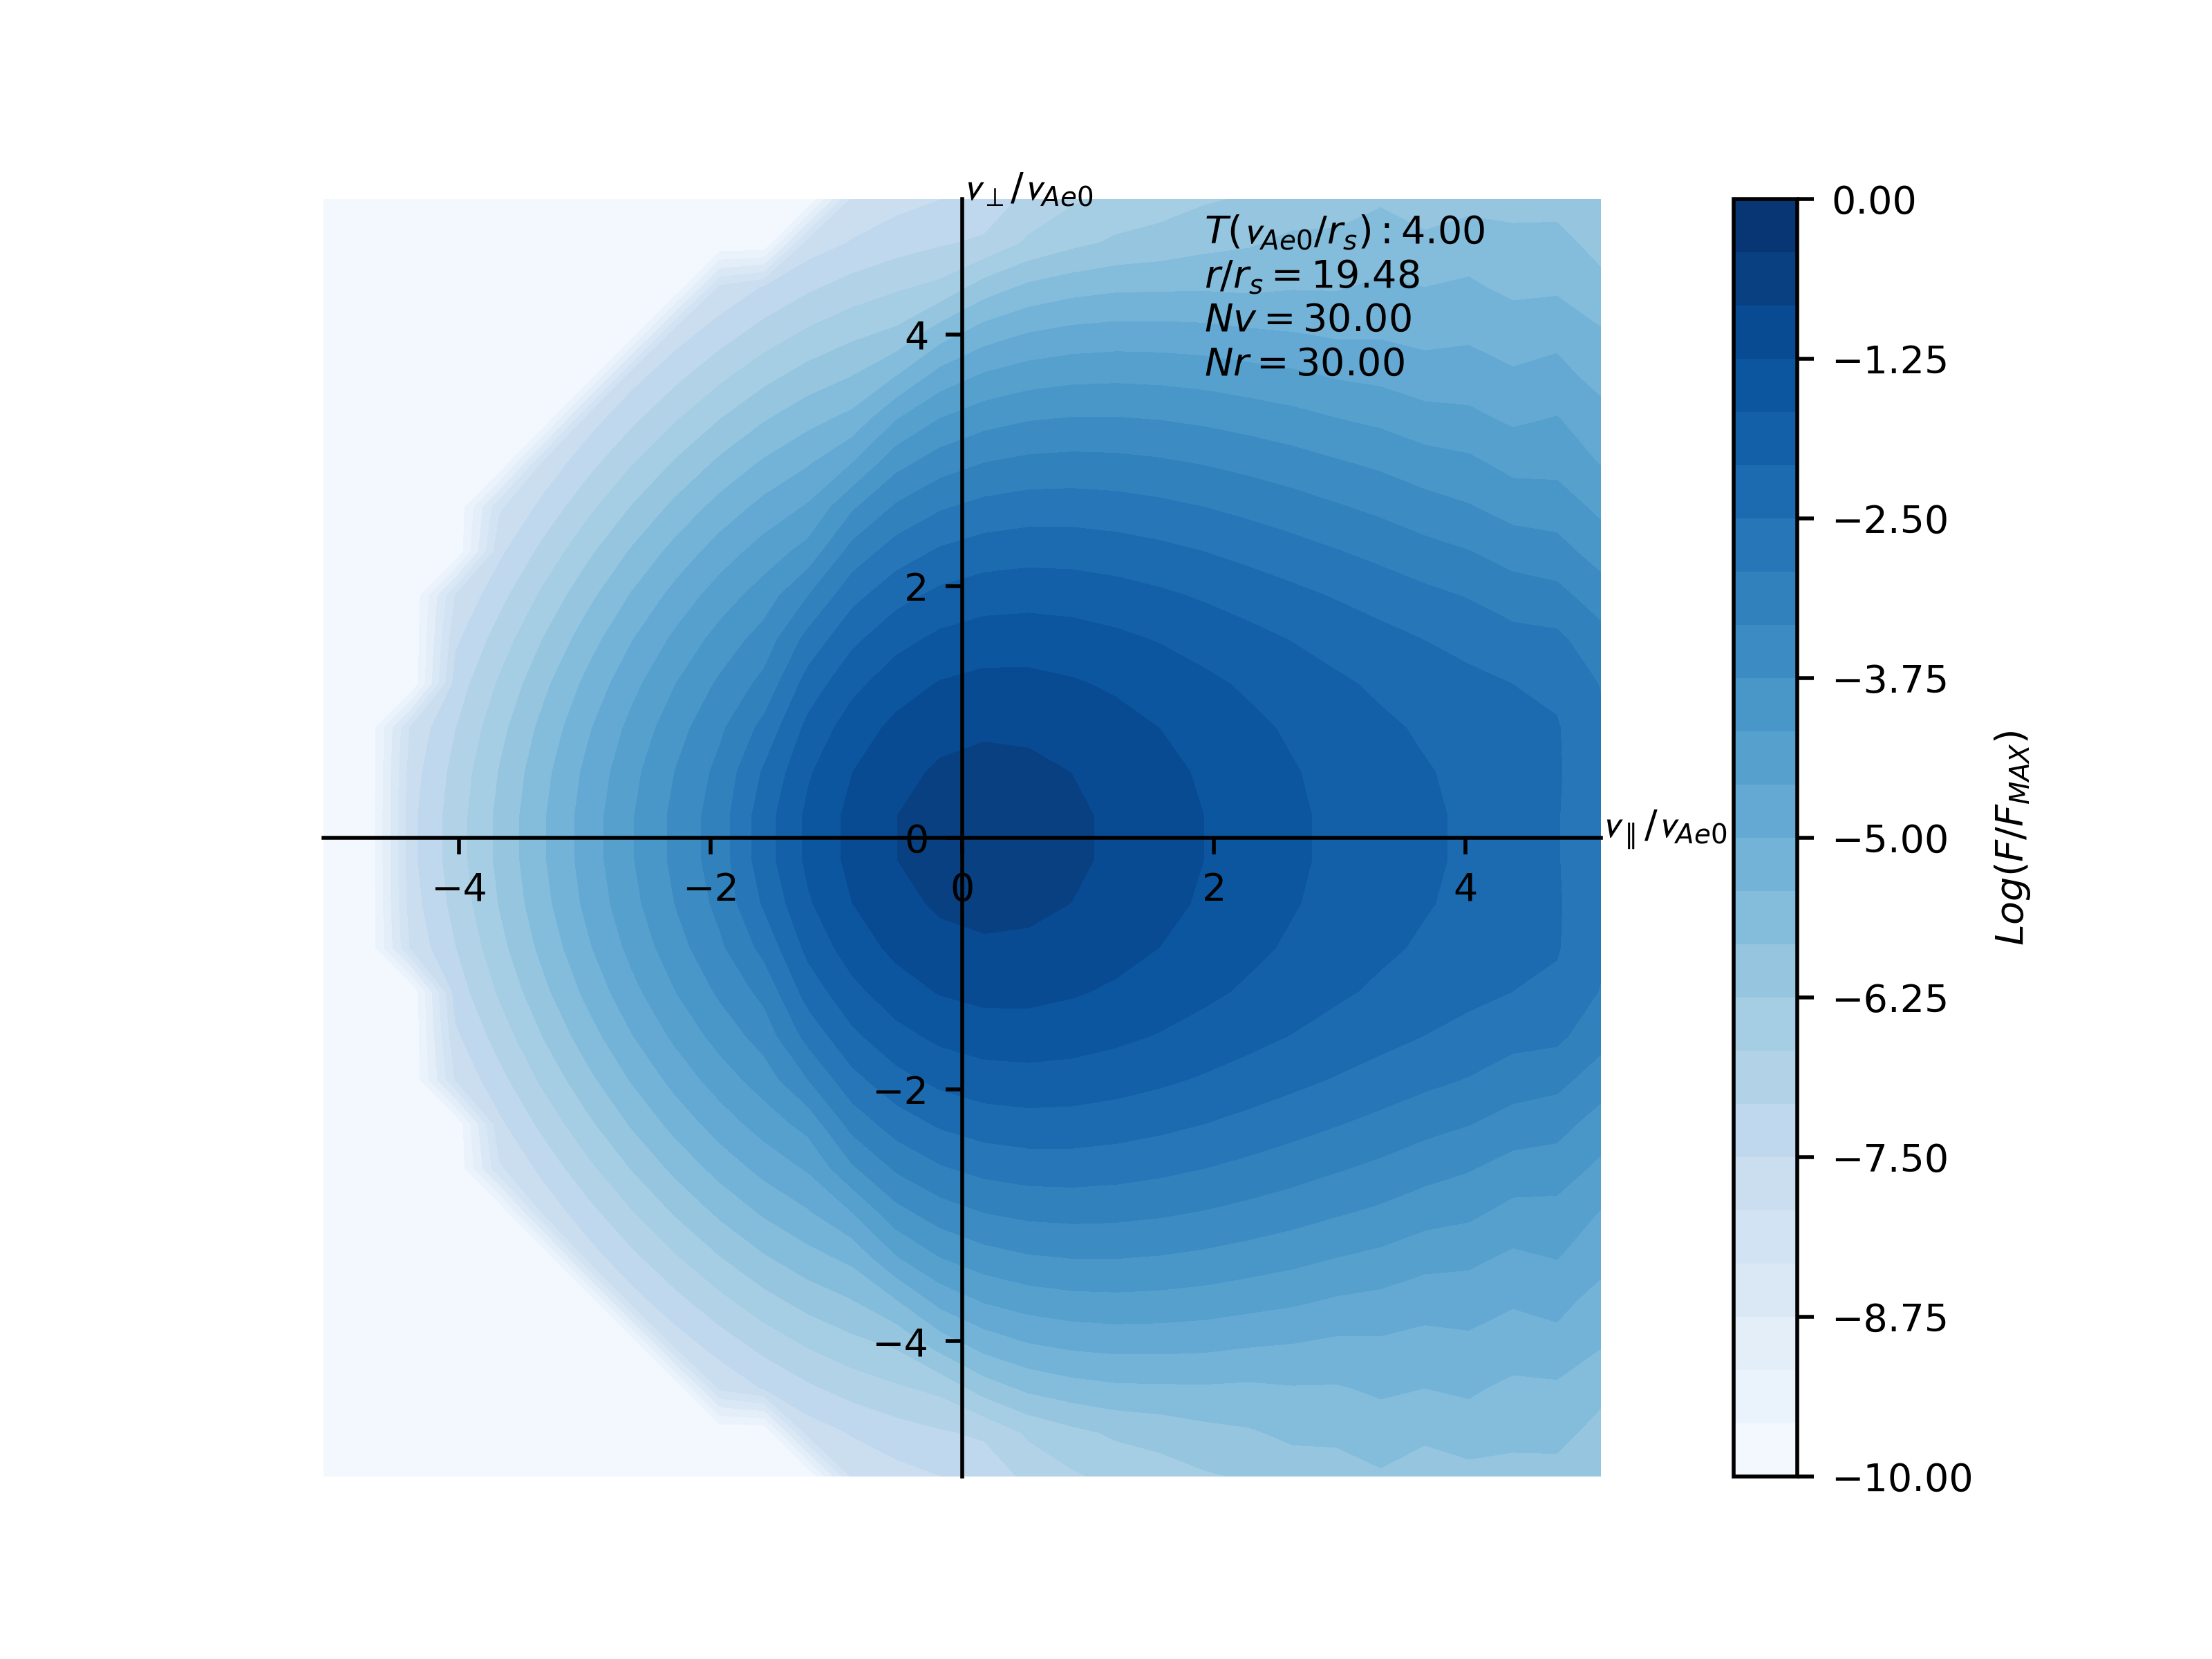 v⊥/vAe0
T(vAe0/rs) : 4.00
r/rs = 19.48
Nv = 30.00
Nr = 30.00
4
2
0
−2
−4
−4 −2 0 2 4
v∥/vAe0
0.00
−1.25
−2.50
−3.75
−5.00
−6.25
−7.50
−8.75
−10.00
Log(F/FMAX)